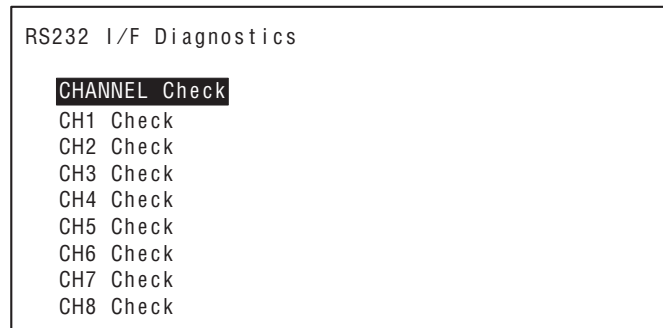 RS232 I/F Diagnostics
CHANNEL Check
CH1 Check
CH2 Check
CH3 Check
CH4 Check
CH5 Check
CH6 Check
CH7 Check
CH8 Check